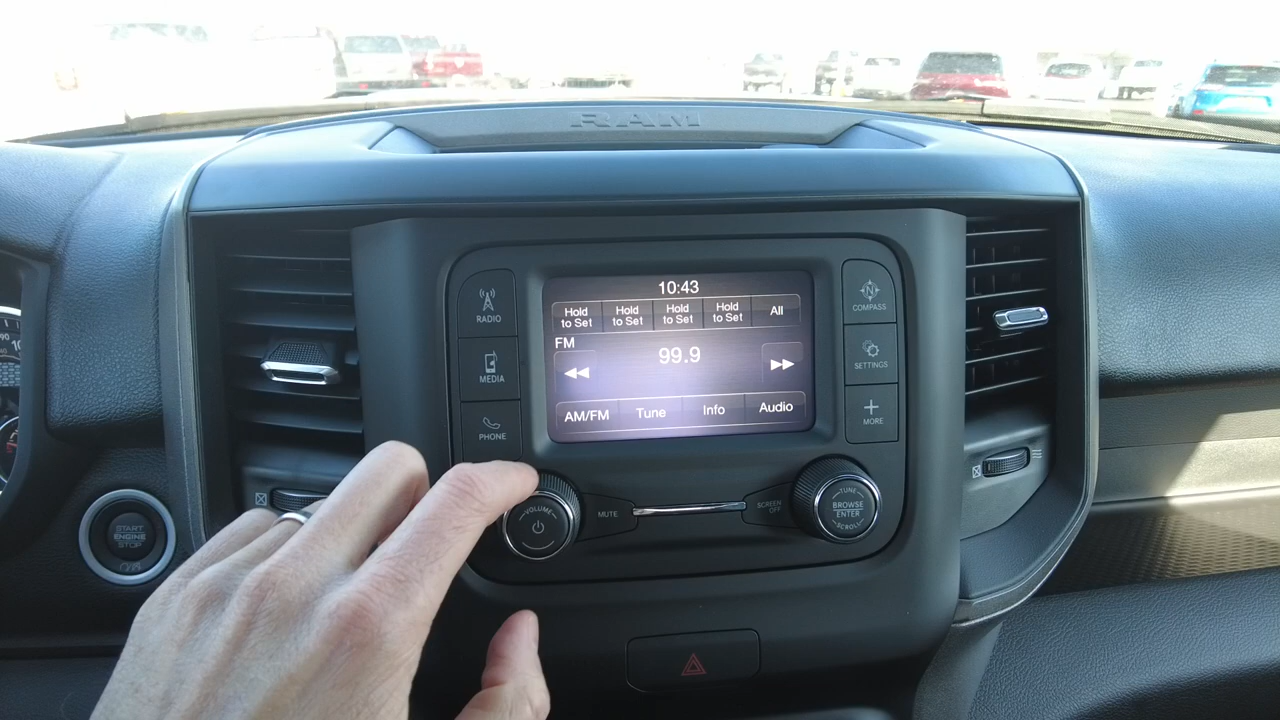 RAM
10:43
Hold to Set
Hold to Set
Hold to Set
Hold to Set
All
FM
99.9
AM/FM
Tune
Info
Audio
RADIO
MEDIA
PHONE
N
COMPASS
SETTINGS
MORE
VOLUME
MUTE
SCREEN
OFF
TUNE
BROWSE
ENTER
SCROLL
START
ENGINE
STOP